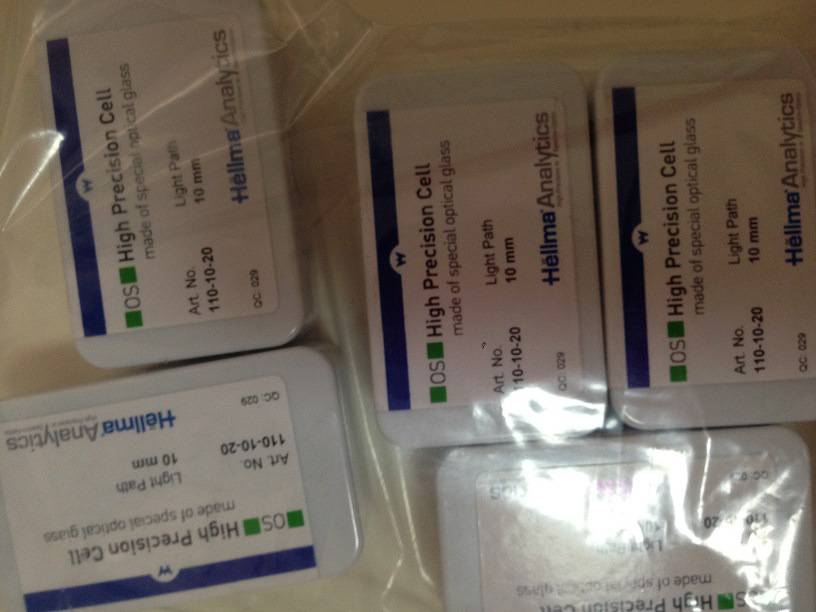 OS High Precision Cell
made of special optical glass
Art. No. Light Path
110-10-20 10 mm
QC: 029 Hellma Analytics
OS High Precision Cell
made of special optical glass
Art. No. Light Path
110-10-20 10 mm
QC: 029 Hellma Analytics
OS High Precision Cell
made of special optical glass
Art. No. Light Path
110-10-20 10 mm
QC: 029 Hellma Analytics
OS High Precision Cell
made of special optical glass
Light Path Art. No.
10 mm 110-10-20
Hellma Analytics QC: 029
OS High Precision Cell
made of special optical glass
Light Path